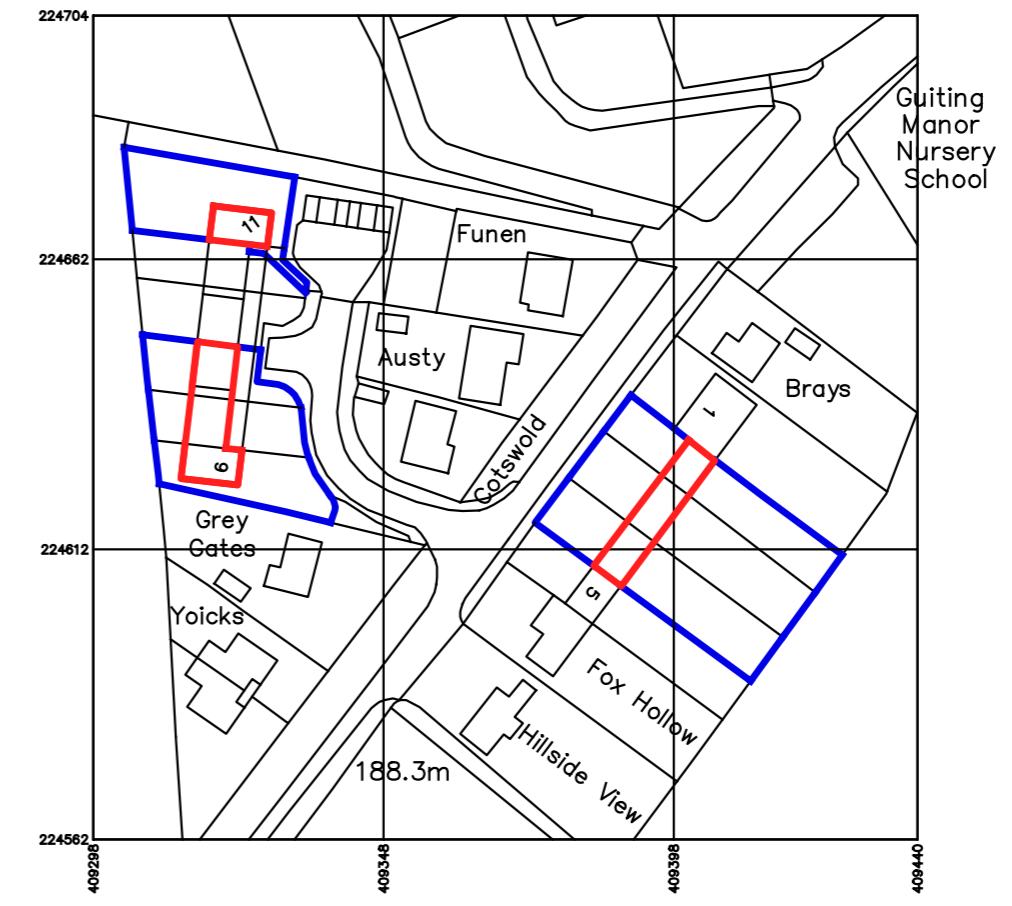 224704
Guiting
Manor
Nursery
School
11
Funen
224662
Austy
Brays
1
Cotswold
6
Grey
Gates
224612
5
Yoicks
Fox Hollow
Hillside View
188.3m
224562
409298
409348
409398
409440